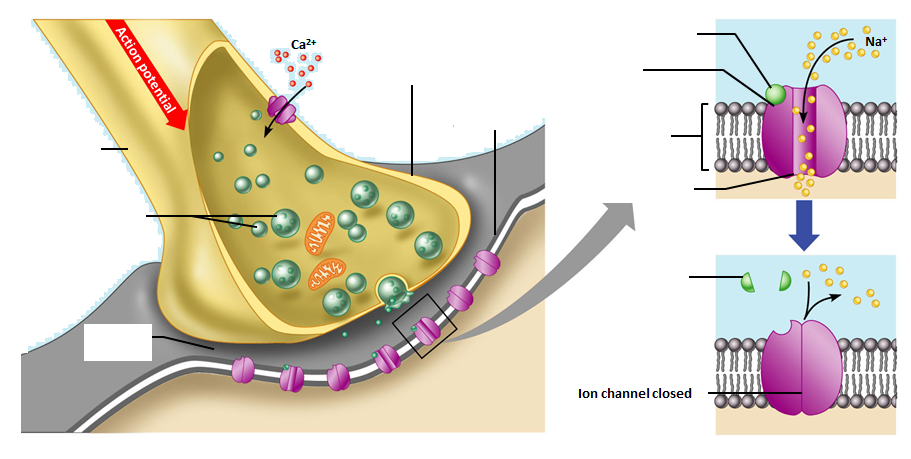 Action potential
Ca²⁺
Na⁺
Ion channel closed